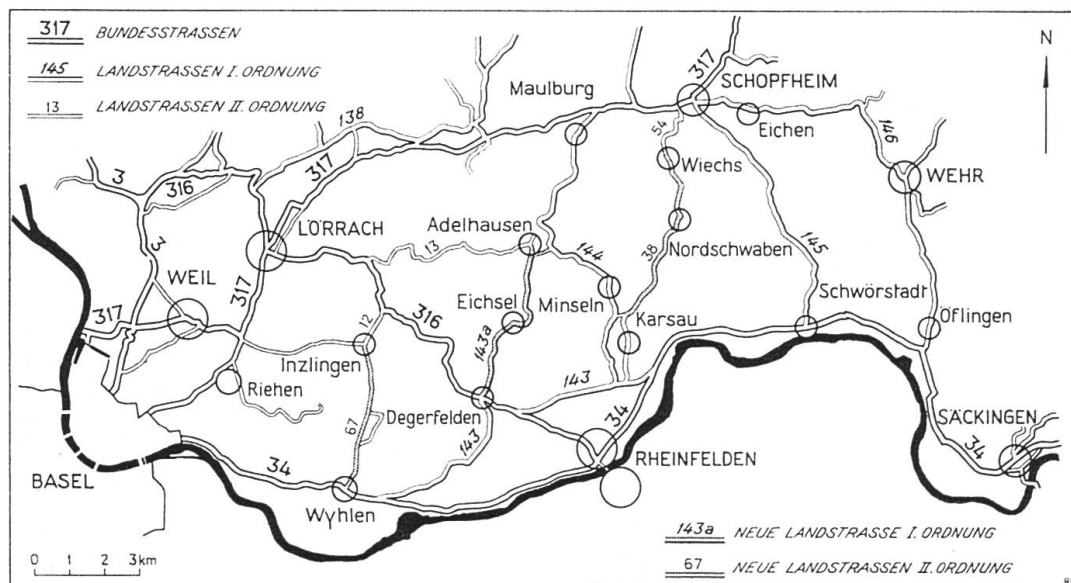 317 BUNDESSTRASSEN
145 LANDSTRASSEN I. ORDNUNG
13 LANDSTRASSEN II. ORDNUNG
N
317
SCHOPFHEIM
Maulburg
Eichen
138
54
146
3
316
317
Wiechs
WEHR
LÖRRACH
Adelhausen
13
3
144
38
Nordschwaben
145
WEIL
317
Schwörstadt
317
Eichsel
Minseln
316
12
143a
Karsau
Öflingen
Inzlingen
Riehen
143
Degerfelden
34
67
143
SÄCKINGEN
34
BASEL
34
RHEINFELDEN
Wyhlen
143a NEUE LANDSTRASSE I. ORDNUNG
67 NEUE LANDSTRASSEN II. ORDNUNG
0 1 2 3km